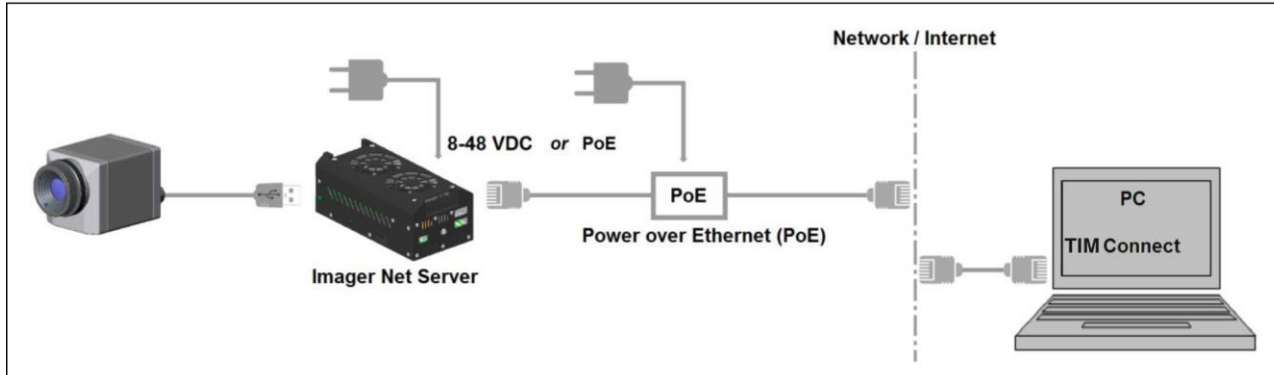 Network / Internet
8-48 VDC or PoE
PoE
PC
TIM Connect
Power over Ethernet (PoE)
Imager Net Server